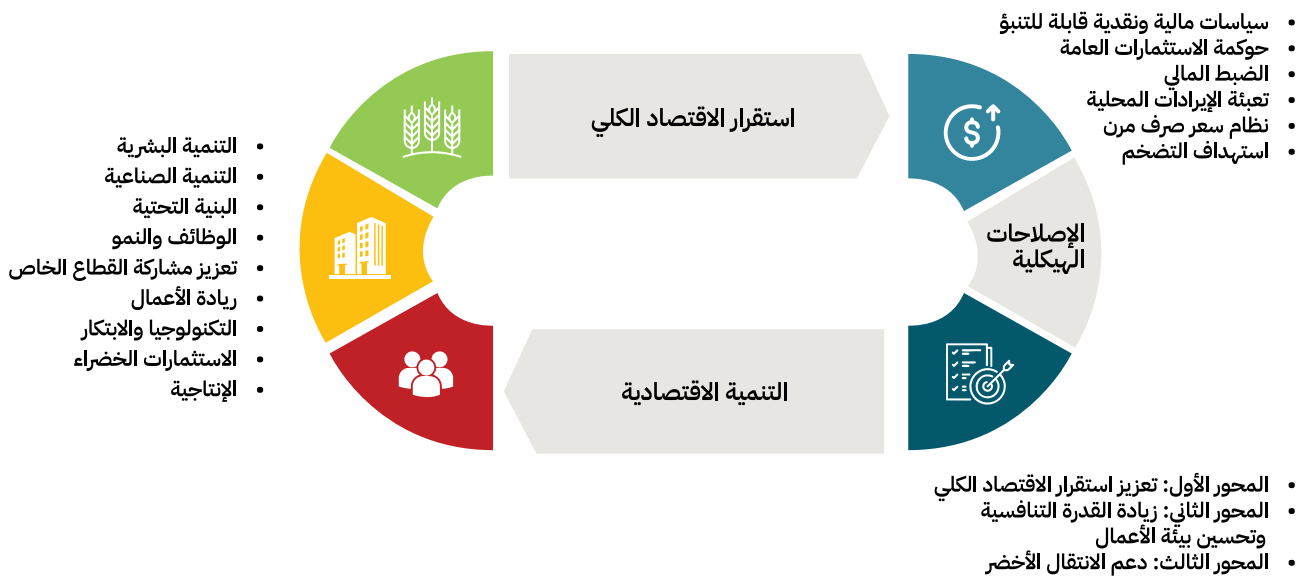 • سياسات مالية ونقدية قابلة للتنبؤ
• حوكمة الاستثمارات العامة
• الضبط المالي
• تعبئة الإيرادات المحلية
• نظام سعر صرف مرن
• استهداف التضخم
استقرار الاقتصاد الكلي
الإصلاحات
الهيكلية
• التنمية البشرية
• التنمية الصناعية
• البنية التحتية
• الوظائف والنمو
• تعزيز مشاركة القطاع الخاص
• ريادة الأعمال
• التكنولوجيا والابتكار
• الاستثمارات الخضراء
• الإنتاجية
التنمية الاقتصادية
• المحور الأول: تعزيز استقرار الاقتصاد الكلي
• المحور الثاني: زيادة القدرة التنافسية
وتحسين بيئة الأعمال
• المحور الثالث: دعم الانتقال الأخضر